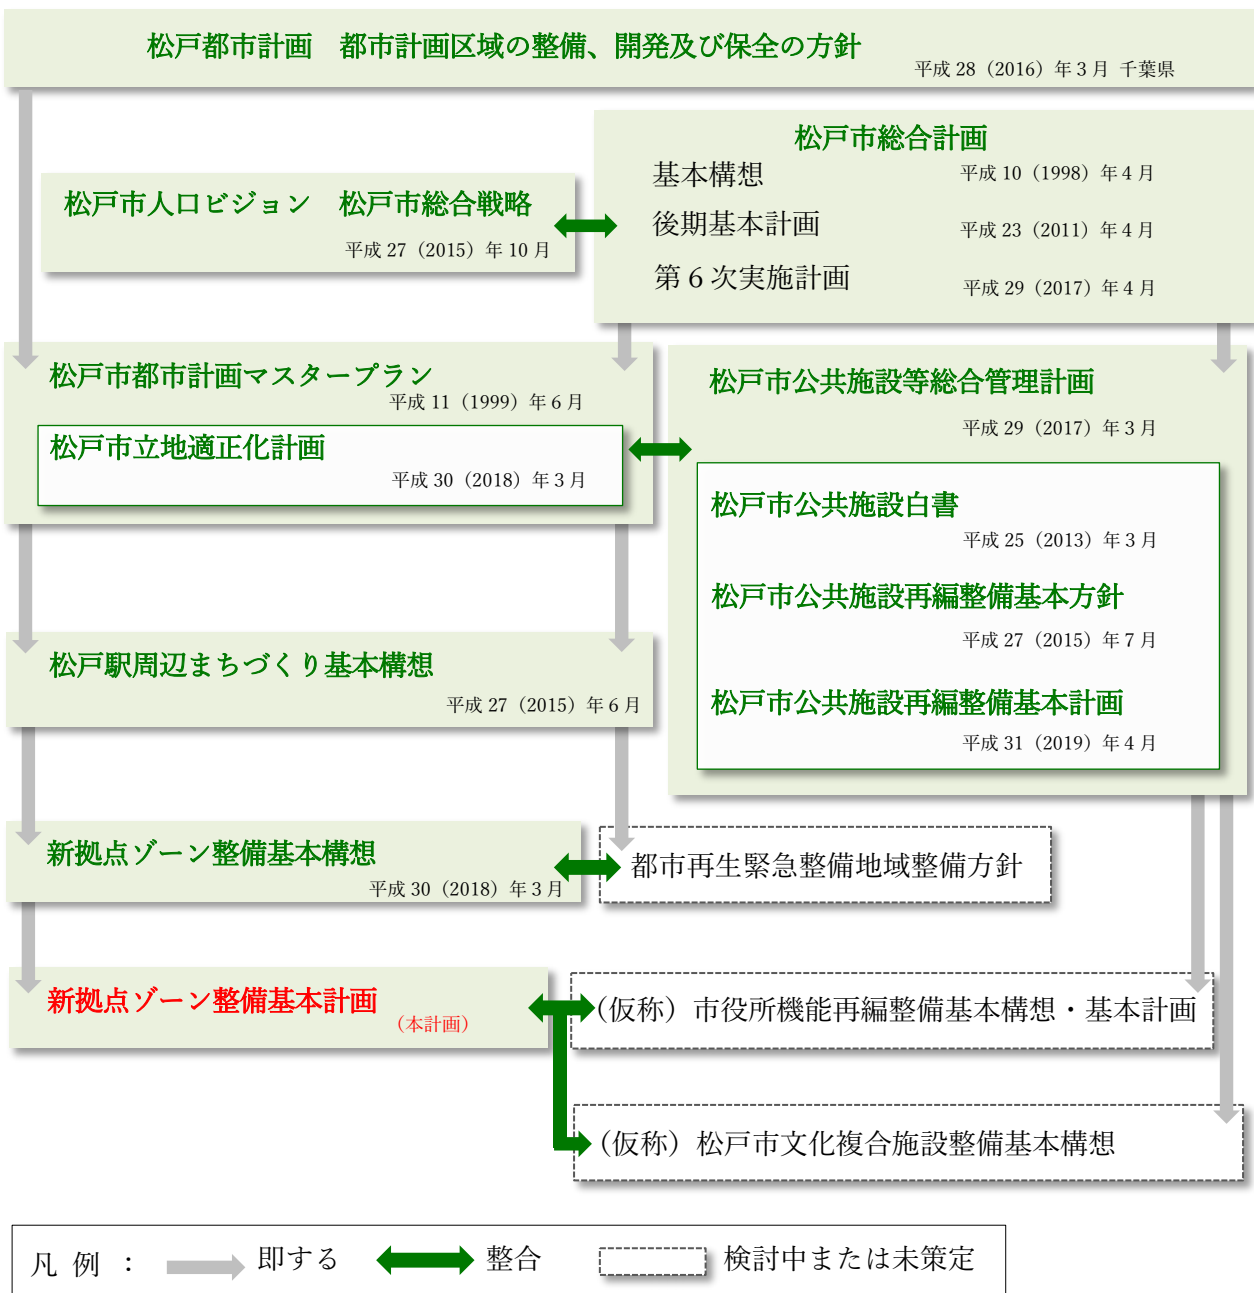 松戸都市計画　都市計画区域の整備、開発及び保全の方針
平成 28（2016）年 3 月 千葉県
松戸市総合計画
基本構想
平成 10（1998）年 4 月
後期基本計画
平成 23（2011）年 4 月
第 6 次実施計画
平成 29（2017）年 4 月
松戸市人口ビジョン　松戸市総合戦略
平成 27（2015）年 10 月
松戸市都市計画マスタープラン
平成 11（1999）年 6 月
松戸市立地適正化計画
平成 30（2018）年 3 月
松戸市公共施設等総合管理計画
平成 29（2017）年 3 月
松戸市公共施設白書
平成 25（2013）年 3 月
松戸市公共施設再編整備基本方針
平成 27（2015）年 7 月
松戸市公共施設再編整備基本計画
平成 31（2019）年 4 月
松戸駅周辺まちづくり基本構想
平成 27（2015）年 6 月
新拠点ゾーン整備基本構想
平成 30（2018）年 3 月
都市再生緊急整備地域整備方針
新拠点ゾーン整備基本計画
（本計画）
（仮称）市役所機能再編整備基本構想・基本計画
（仮称）松戸市文化複合施設整備基本構想
凡 例 ： 即する 整合 検討中または未策定